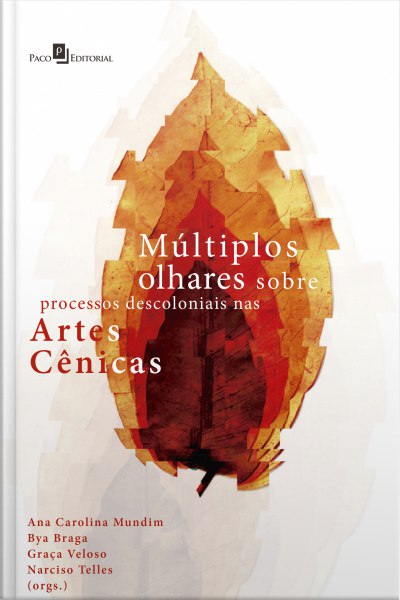 PACO EDITORIAL
Múltiplos
olhares sobre
processos descoloniais nas
Artes
Cênicas
Ana Carolina Mundim
Bya Braga
Graça Veloso
Narciso Telles
(orgs.)